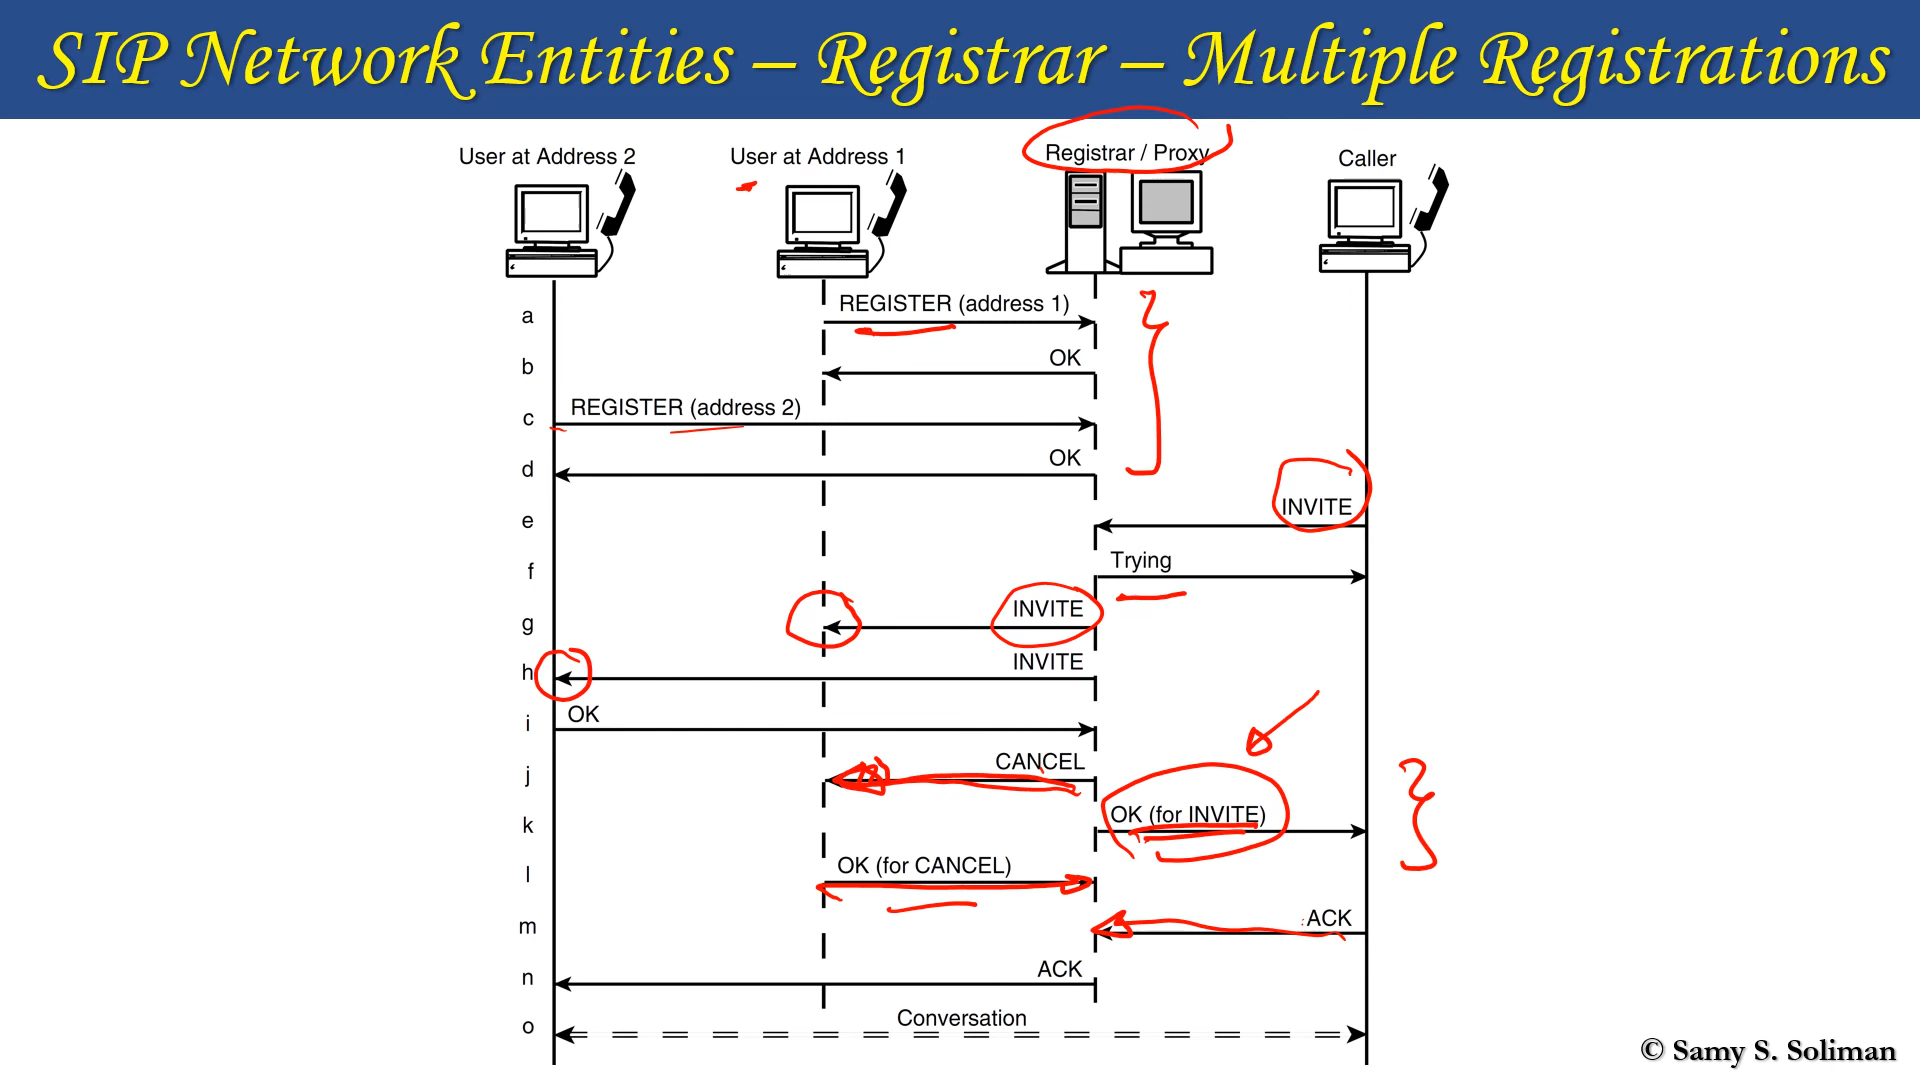 SIP Network Entities – Registrar – Multiple Registrations
User at Address 2
User at Address 1
Registrar / Proxy
Caller
a
REGISTER (address 1)
b
OK
c
REGISTER (address 2)
d
OK
e
INVITE
f
Trying
g
INVITE
h
INVITE
i
OK
j
CANCEL
k
OK (for INVITE)
l
OK (for CANCEL)
m
ACK
n
ACK
o
Conversation
© Samy S. Soliman